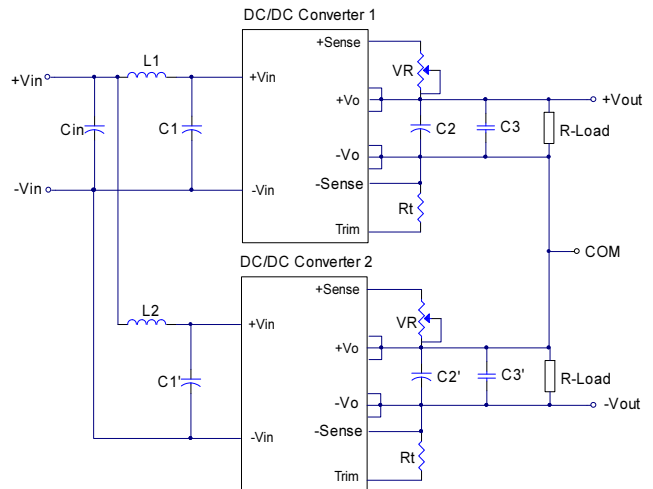 DC/DC Converter 1
+Sense
L1
VR
+Vin
+Vin
+Vo
+Vout
Cin
C1
C2
C3
R-Load
-Vo
-Vin
-Vin
-Sense
Rt
Trim
COM
DC/DC Converter 2
+Sense
L2
VR
+Vin
+Vo
C1'
C2'
C3'
R-Load
-Vo
-Vout
-Vin
-Sense
Rt
Trim